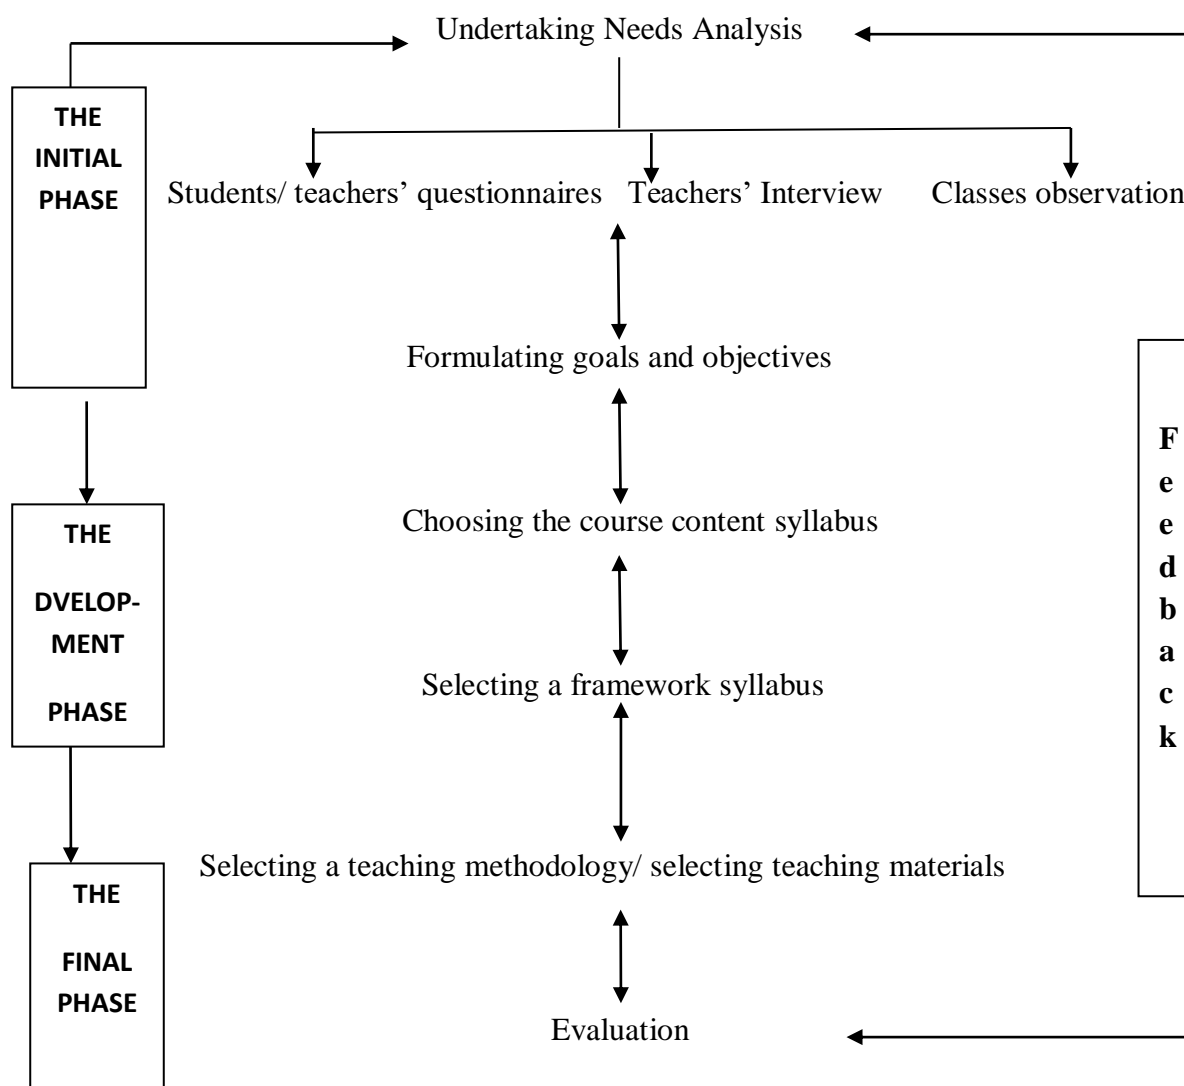 Undertaking Needs Analysis
THE
INITIAL
PHASE
Students/ teachers’ questionnaires
Teachers’ Interview
Classes observation
Formulating goals and objectives
Choosing the course content syllabus
THE
DVELOP-
MENT
PHASE
Selecting a framework syllabus
Selecting a teaching methodology/ selecting teaching materials
THE
FINAL
PHASE
Evaluation
F
e
e
d
b
a
c
k